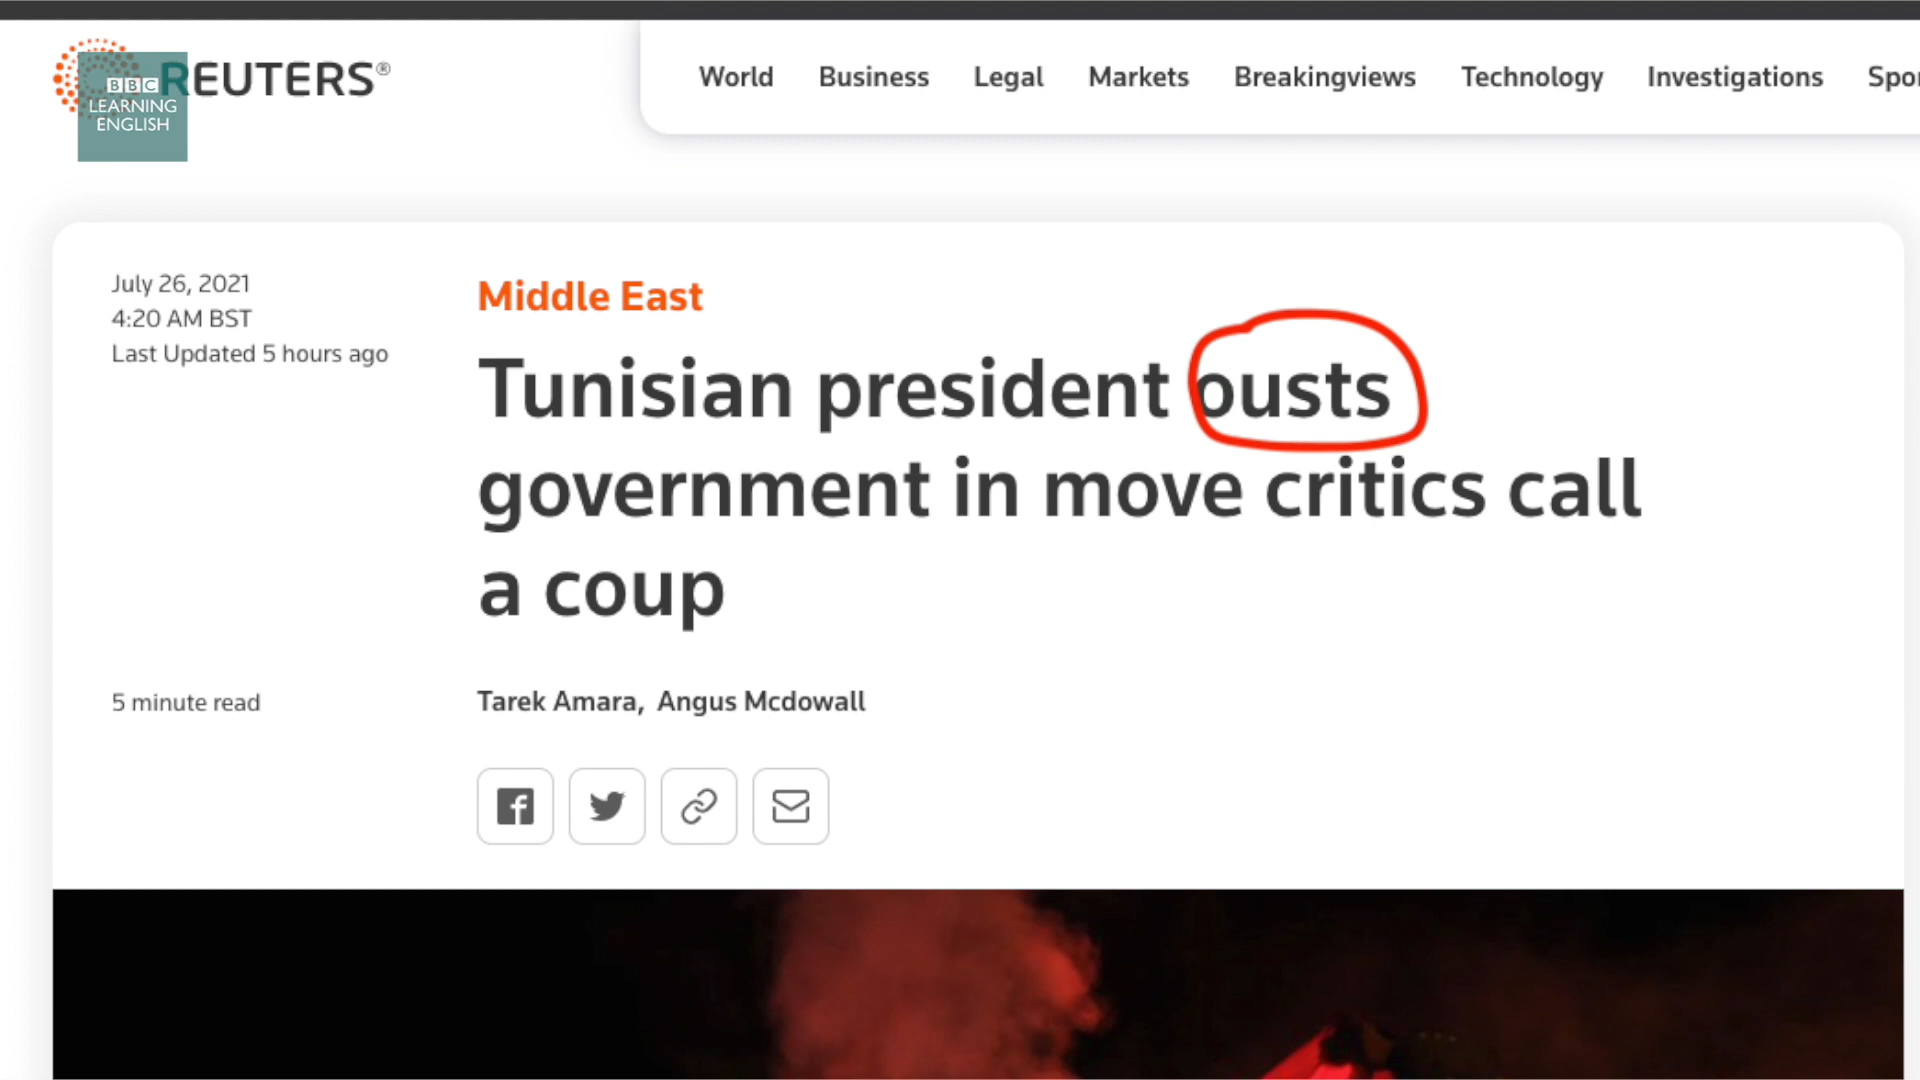 REUTERS®
BBC
LEARNING
ENGLISH
World Business Legal Markets Breakingviews Technology Investigations Spor
July 26, 2021
4:20 AM BST
Last Updated 5 hours ago
Middle East
Tunisian president ousts
government in move critics call
a coup
5 minute read
Tarek Amara, Angus Mcdowall